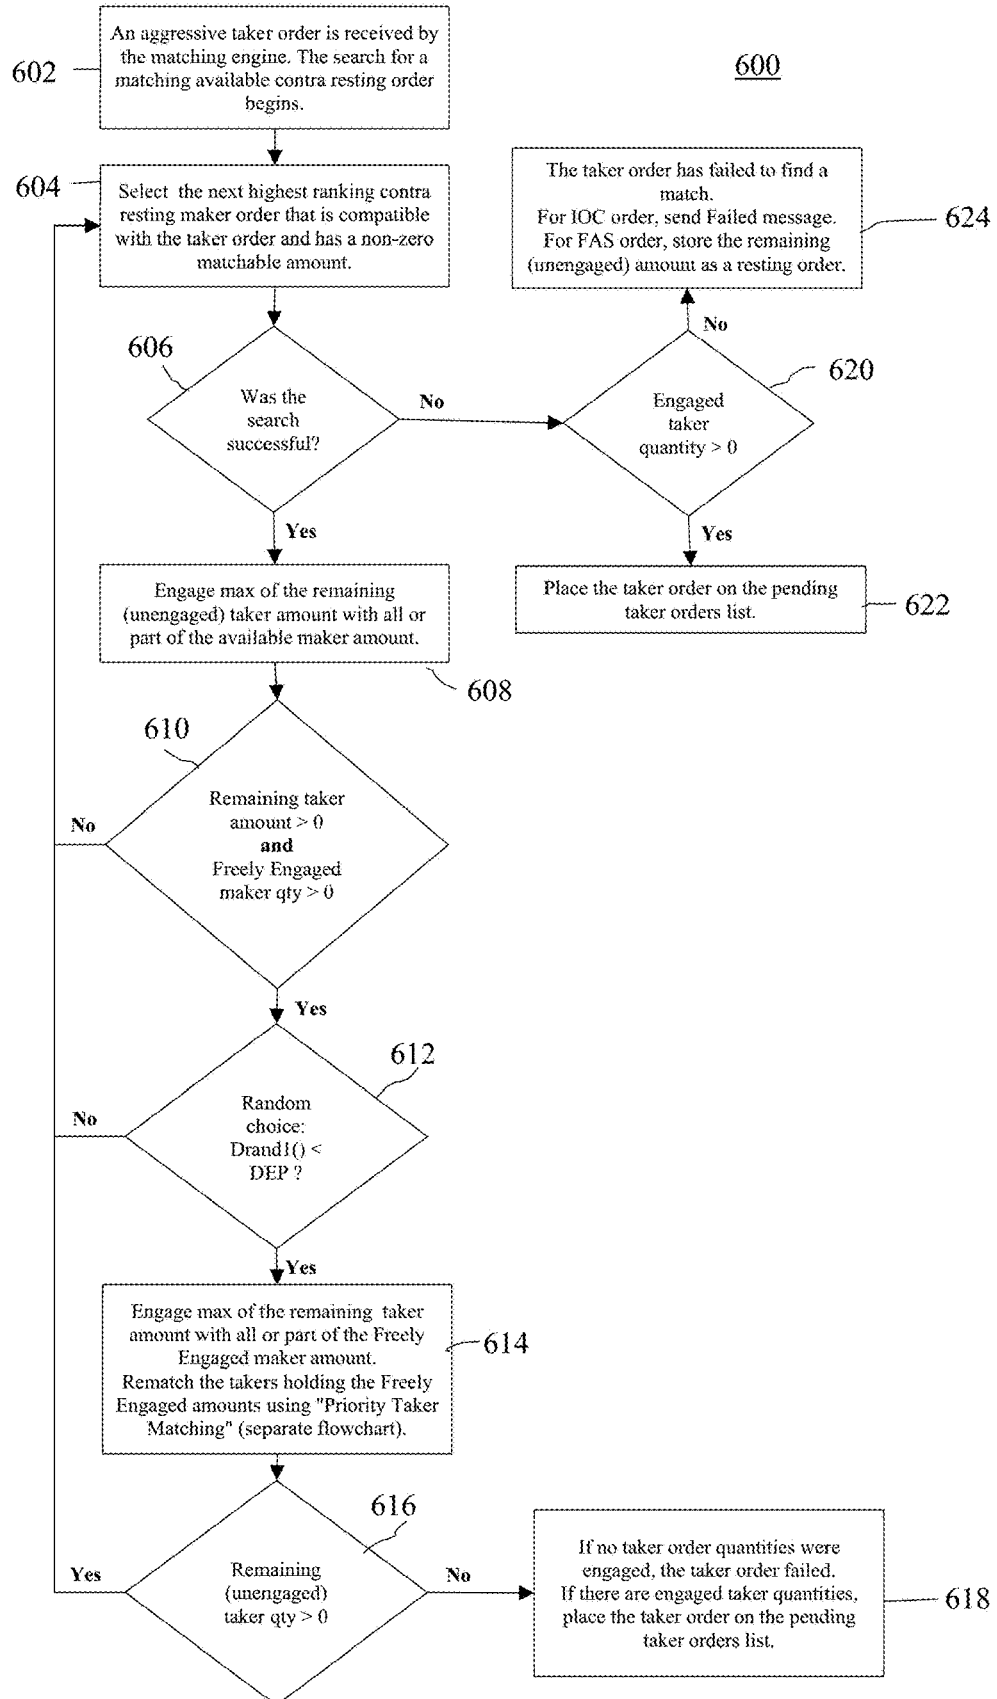 An aggressive taker order is received by
the matching engine. The search for a
matching available contra resting order
begins.
602
600
604
Select the next highest ranking contra
resting maker order that is compatible
with the taker order and has a non-zero
matchable amount.
The taker order has failed to find a
match.
For IOC order, send Failed message.
For FAS order, store the remaining
(unengaged) amount as a resting order.
624
No
606
Was the
search
successful?
No
Engaged
taker
quantity > 0
620
Yes
Yes
Engage max of the remaining
(unengaged) taker amount with all or
part of the available maker amount.
608
Place the taker order on the pending
taker orders list.
622
610
Remaining taker
amount > 0
and
Freely Engaged
maker qty > 0
No
Yes
612
Random
choice:
Drand1() <
DEP ?
No
Yes
Engage max of the remaining taker
amount with all or part of the Freely
Engaged maker amount.
Rematch the takers holding the Freely
Engaged amounts using "Priority Taker
Matching" (separate flowchart).
614
616
Remaining
(unengaged)
taker qty > 0
Yes
No
If no taker order quantities were
engaged, the taker order failed.
If there are engaged taker quantities,
place the taker order on the pending
taker orders list.
618